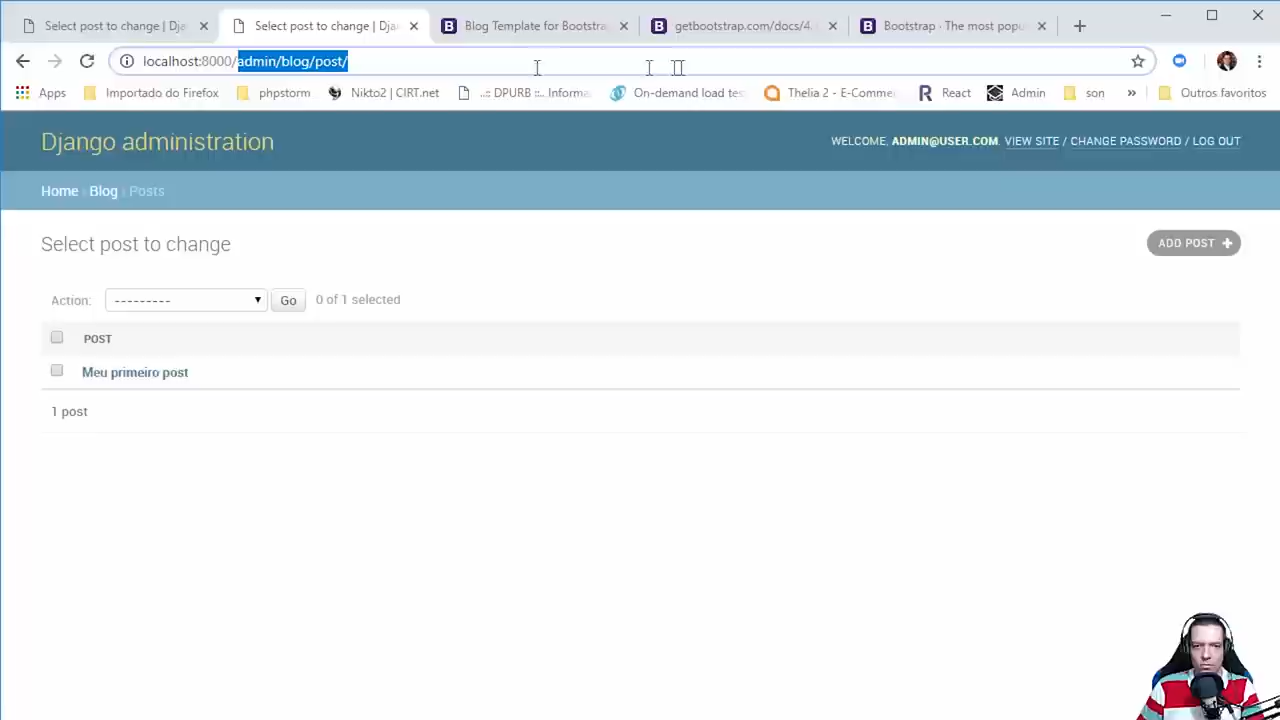 Select post to change | Dja
Select post to change | Dja
Blog Template for Bootstra
getbootstrap.com/docs/4.
Bootstrap · The most popu
localhost:8000/admin/blog/post/
Apps
Importado do Firefox
phpstorm
Nikto2 | CIRT.net
..:: DPURB ::.. Informa
On-demand load tes
Thelia 2 - E-Comme
React
Admin
son
»
Outros favoritos
Django administration
WELCOME, ADMIN@USER.COM. VIEW SITE / CHANGE PASSWORD / LOG OUT
Home › Blog › Posts
Select post to change
ADD POST +
Action: --------- Go 0 of 1 selected
POST
Meu primeiro post
1 post